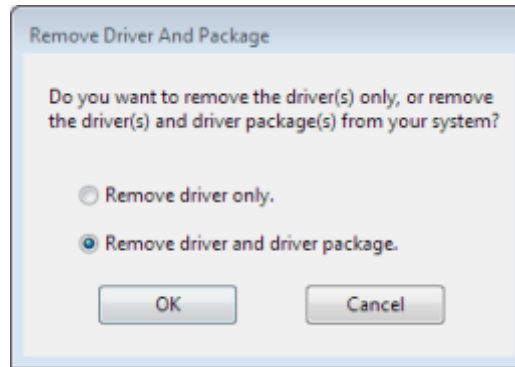 Remove Driver And Package
Do you want to remove the driver(s) only, or remove
the driver(s) and driver package(s) from your system?
Remove driver only.
Remove driver and driver package.
OK
Cancel